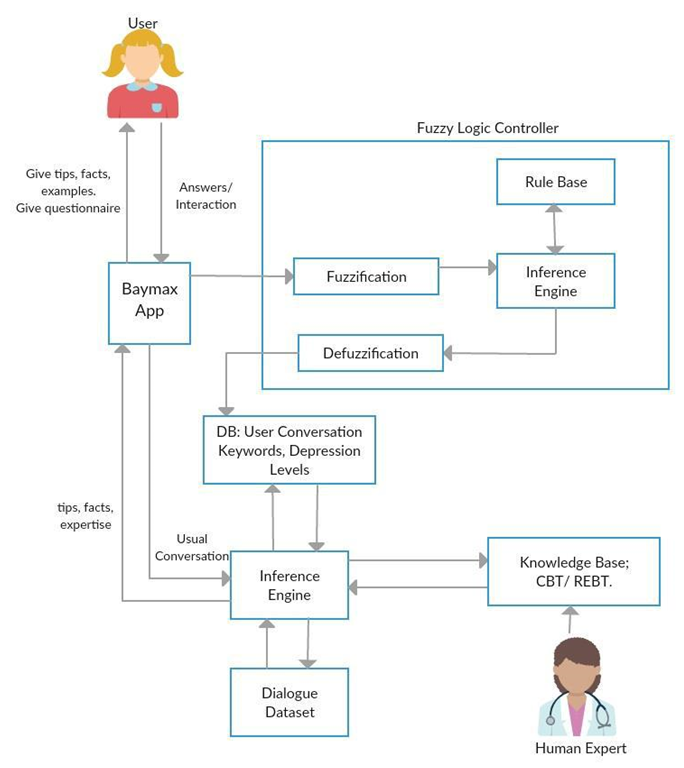 User
Fuzzy Logic Controller
Give tips, facts,
examples.
Give questionnaire
Answers/
Interaction
Rule Base
Baymax
App
Fuzzification
Inference
Engine
Defuzzification
DB: User Conversation
Keywords, Depression
Levels
tips, facts,
expertise
Usual
Conversation
Inference
Engine
Knowledge Base;
CBT/ REBT.
Dialogue
Dataset
Human Expert